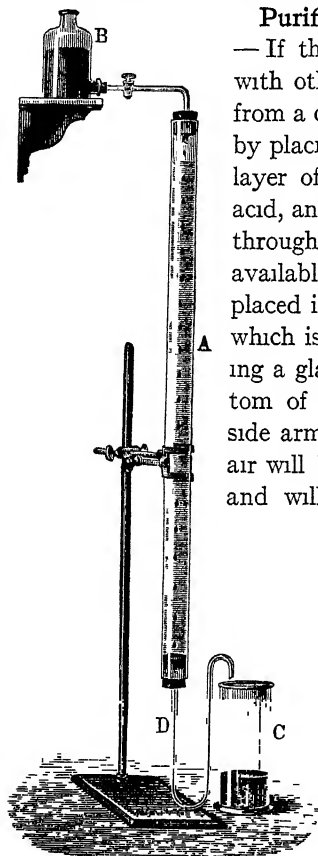 B
Purif
— If th
with oth
from a c
by placi
layer of
acid, an
through
availabl
placed i
A
which is
ing a gla
tom of
side arm
air will
and wil
D
C